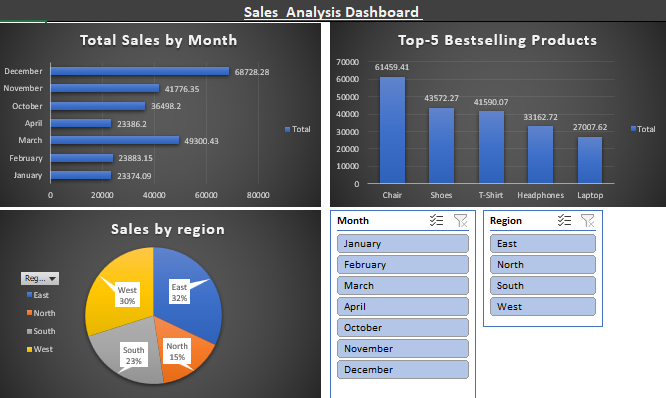 Sales  Analysis Dashboard
Total Sales by Month
December 68728.28
November 41776.35
October 36498.2
April 23386.2
March 49300.43
February 23883.15
January 23374.09
Total
0 20000 40000 60000 80000
Top-5 Bestselling Products
70000
60000
50000
40000
30000
20000
10000
0
61459.41
43572.27
41590.07
33162.72
27007.62
Chair Shoes T-Shirt Headphones Laptop
Total
Sales by region
Reg...
East
North
South
West
East
32%
North
15%
South
23%
West
30%
Month
January
February
March
April
October
November
December
Region
East
North
South
West